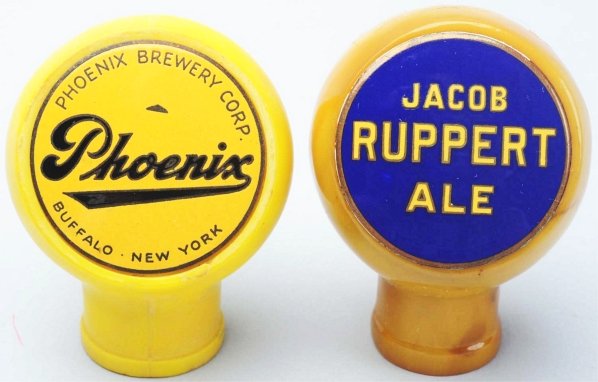 PHOENIX BREWERY CORP.
Phoenix
BUFFALO · NEW YORK
JACOB
RUPPERT
ALE